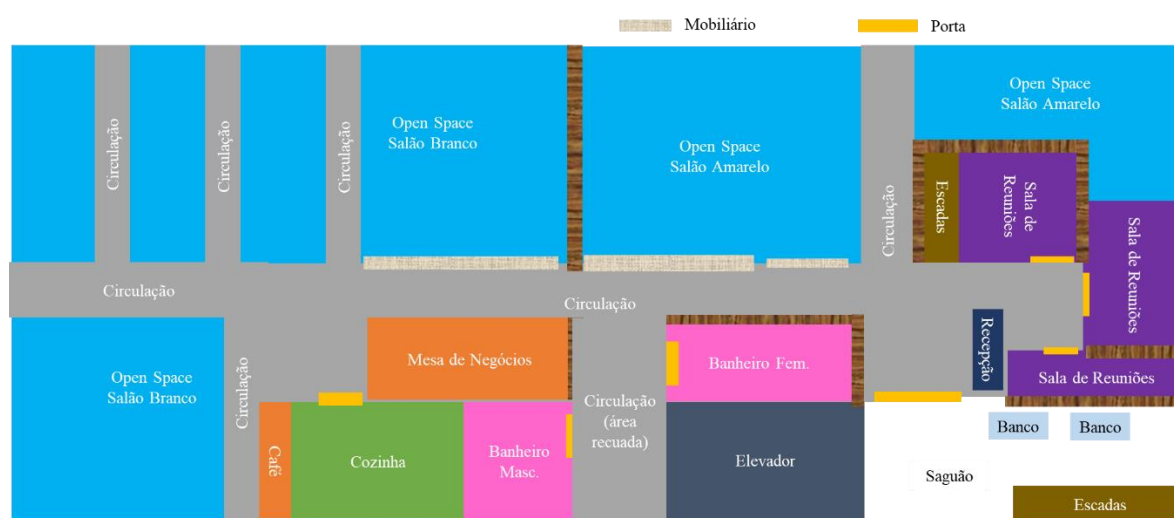 Mobiliário
Porta
Circulação
Circulação
Circulação
Open Space
Salão Branco
Open Space
Salão Amarelo
Circulação
Open Space
Salão Amarelo
Escadas
Sala de
Reuniões
Sala de Reuniões
Circulação
Circulação
Open Space
Salão Branco
Circulação
Mesa de Negócios
Banheiro Fem.
Recepção
Sala de Reuniões
Café
Cozinha
Banheiro
Masc.
Circulação
(área
recuada)
Elevador
Banco
Banco
Saguão
Escadas